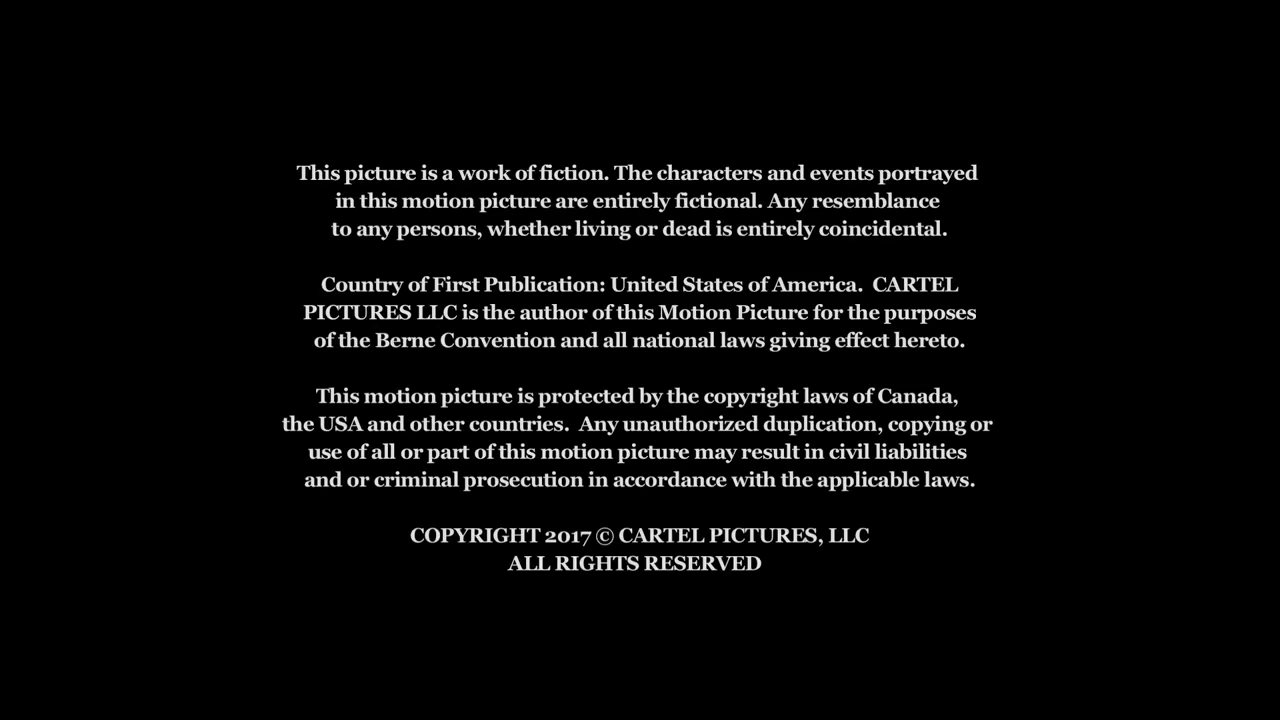 This picture is a work of fiction. The characters and events portrayed
in this motion picture are entirely fictional. Any resemblance
to any persons, whether living or dead is entirely coincidental.
Country of First Publication: United States of America.  CARTEL
PICTURES LLC is the author of this Motion Picture for the purposes
of the Berne Convention and all national laws giving effect hereto.
This motion picture is protected by the copyright laws of Canada,
the USA and other countries.  Any unauthorized duplication, copying or
use of all or part of this motion picture may result in civil liabilities
and or criminal prosecution in accordance with the applicable laws.
COPYRIGHT 2017 © CARTEL PICTURES, LLC
ALL RIGHTS RESERVED